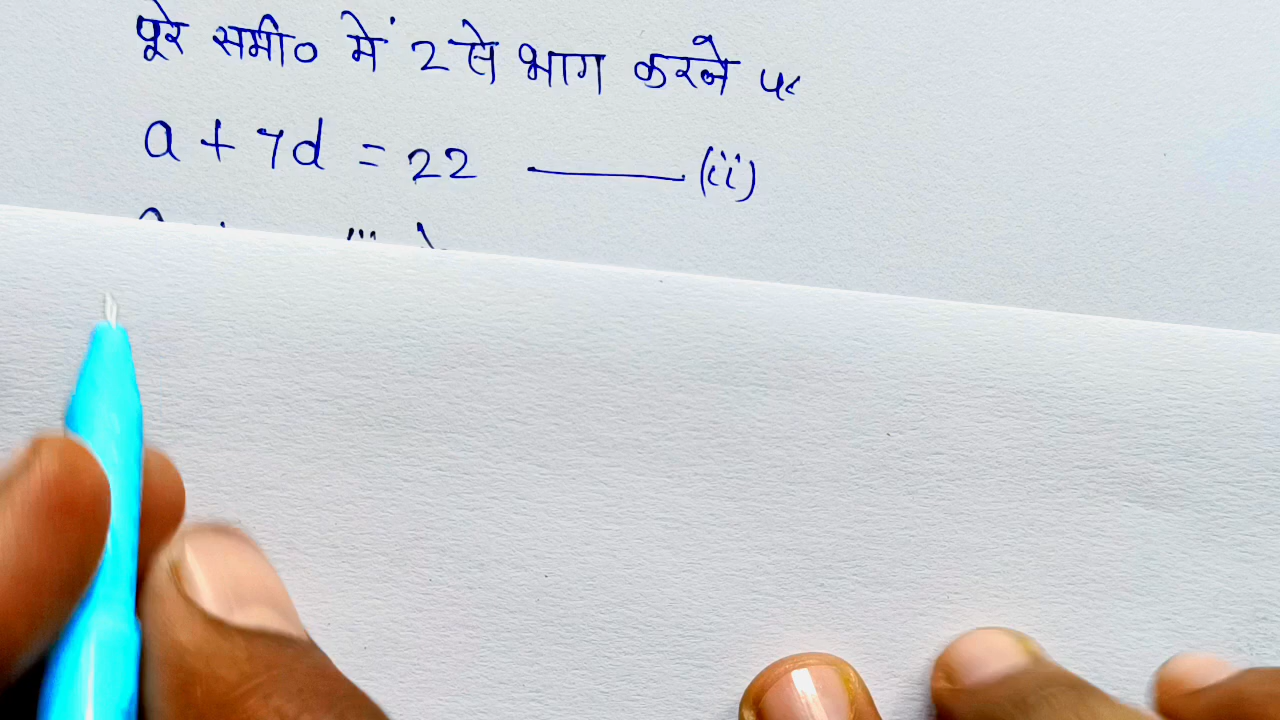 पूरे समी० में 2 से भाग करने पर
a + 7d = 22 ——— (ii)